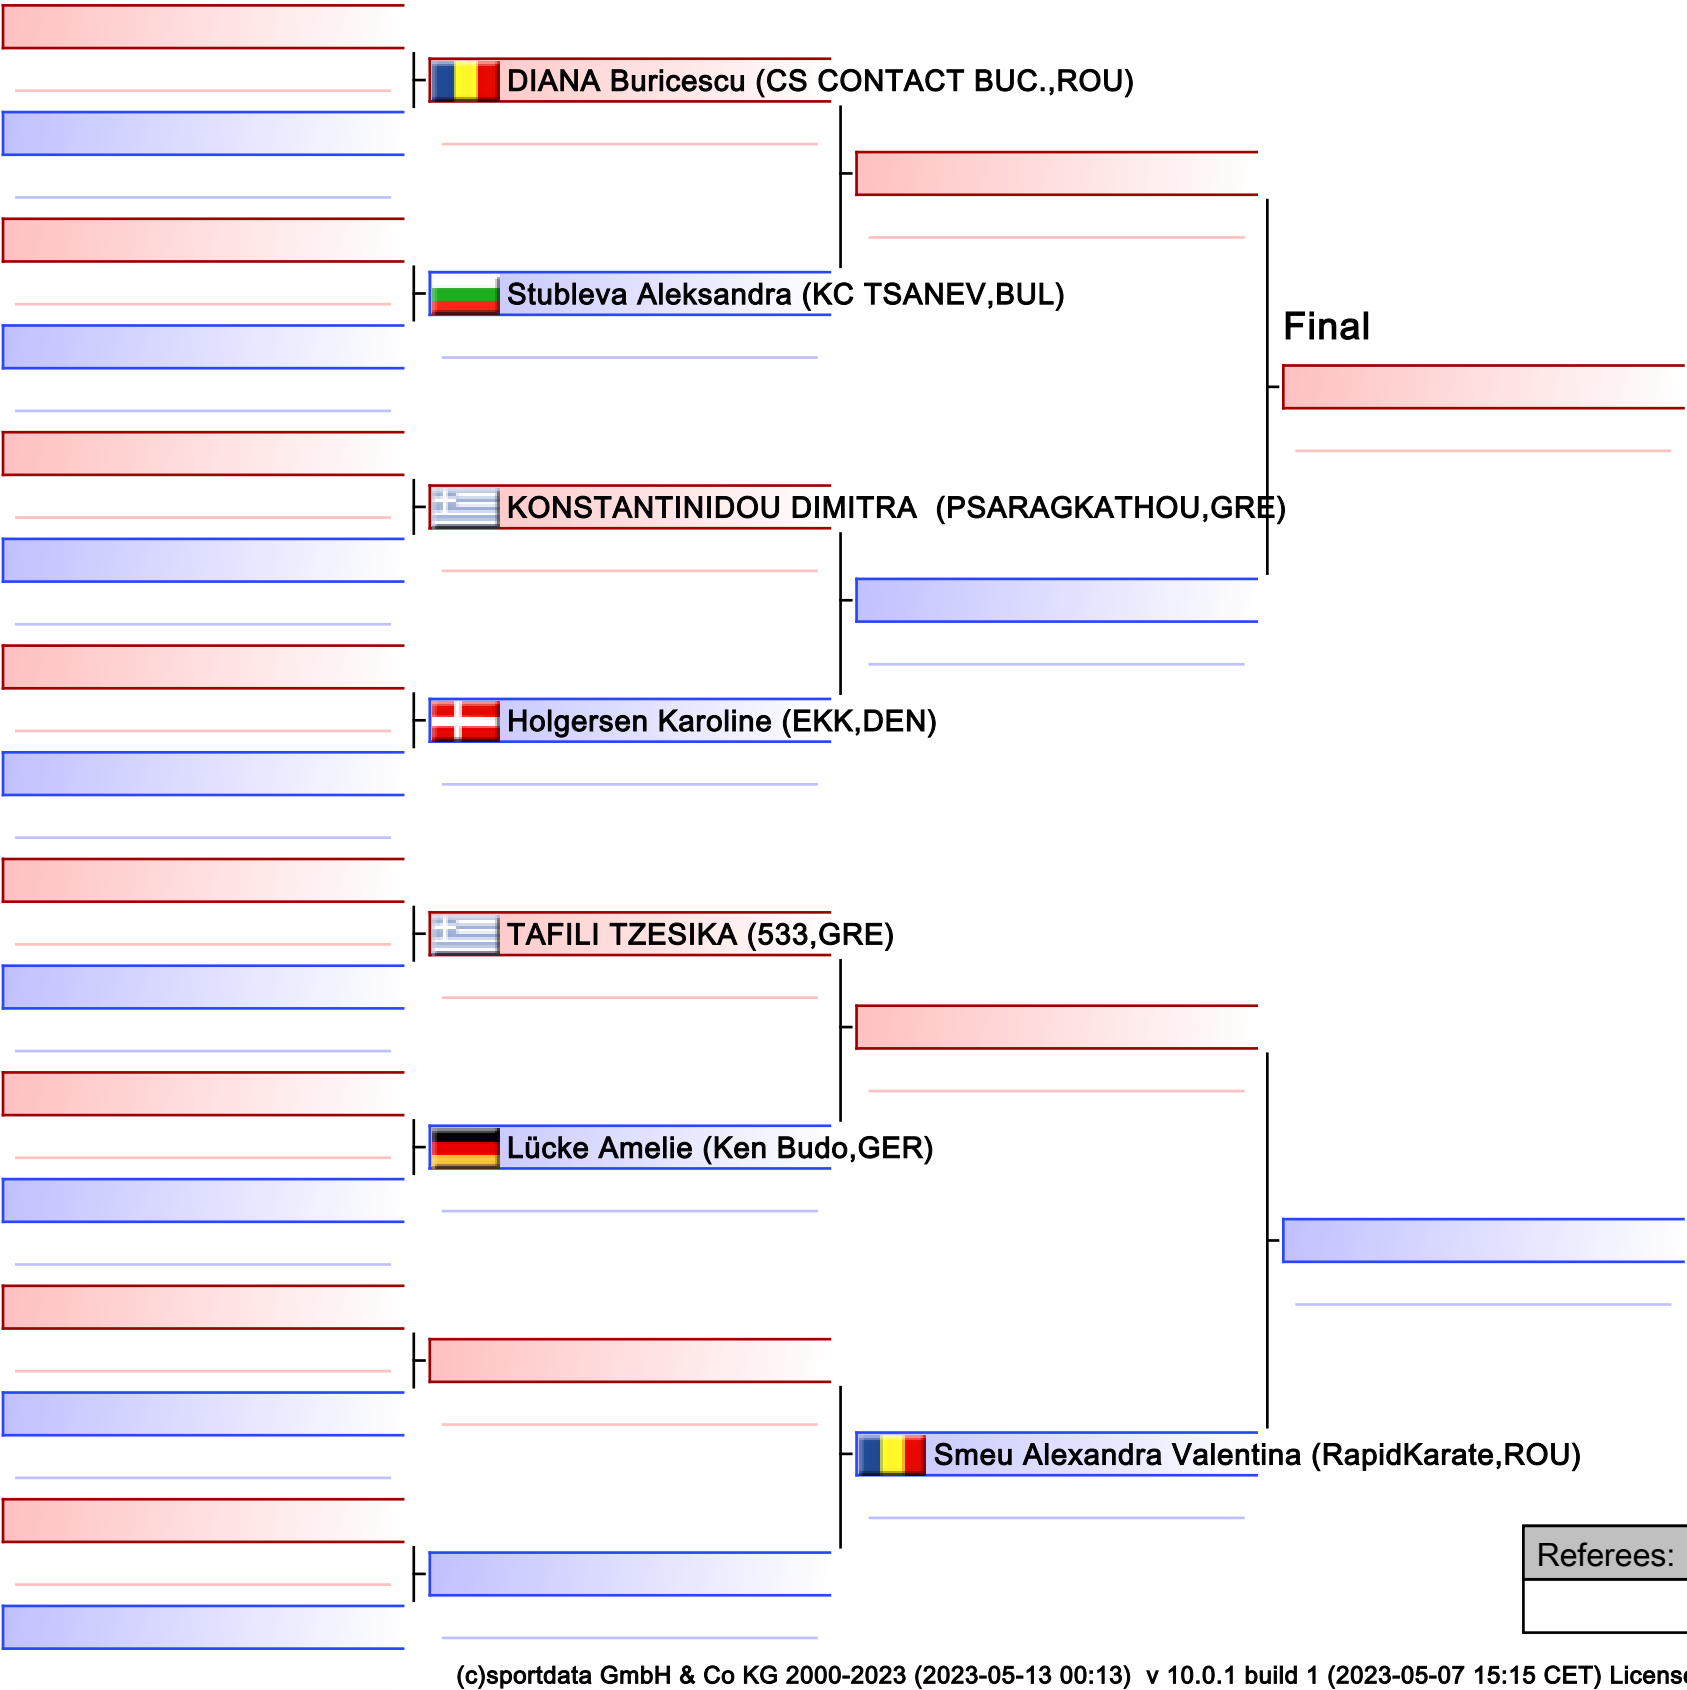 DIANA Buricescu (CS CONTACT BUC.,ROU)
Stubleva Aleksandra (KC TSANEV,BUL)
Final
KONSTANTINIDOU DIMITRA  (PSARAGKATHOU,GRE)
Holgersen Karoline (EKK,DEN)
TAFILI TZESIKA (533,GRE)
Lücke Amelie (Ken Budo,GER)
Smeu Alexandra Valentina (RapidKarate,ROU)
Referees:
(c)sportdata GmbH & Co KG 2000-2023 (2023-05-13 00:13)  v 10.0.1 build 1 (2023-05-07 15:15 CET) License